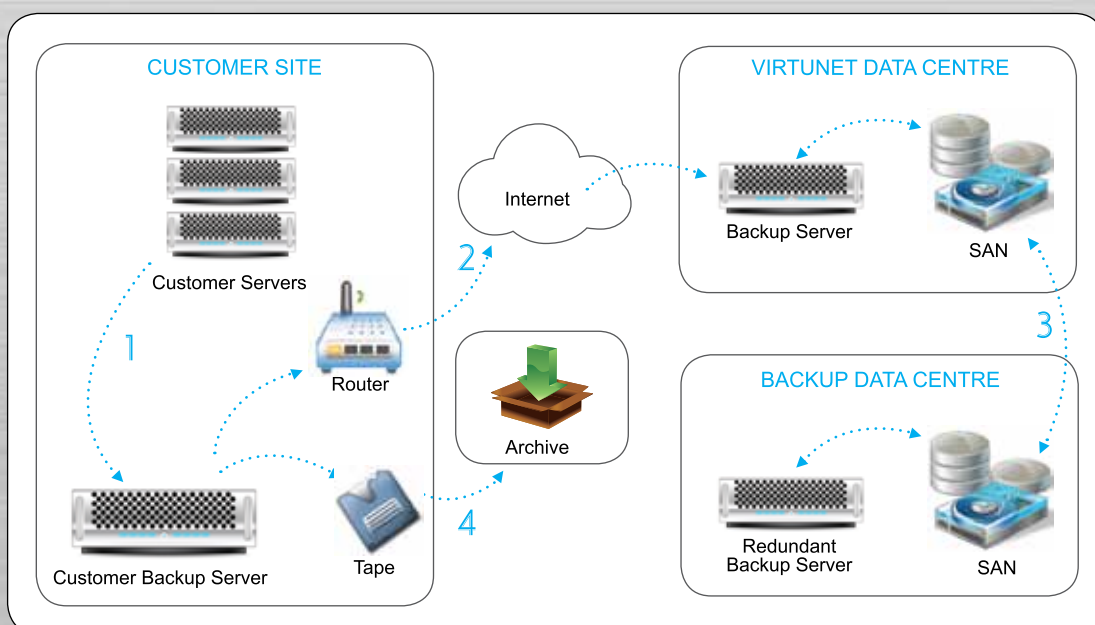 CUSTOMER SITE
Customer Servers
1
Router
Customer Backup Server
Tape
2
Internet
Archive
4
VIRTUNET DATA CENTRE
Backup Server
SAN
3
BACKUP DATA CENTRE
Redundant
Backup Server
SAN